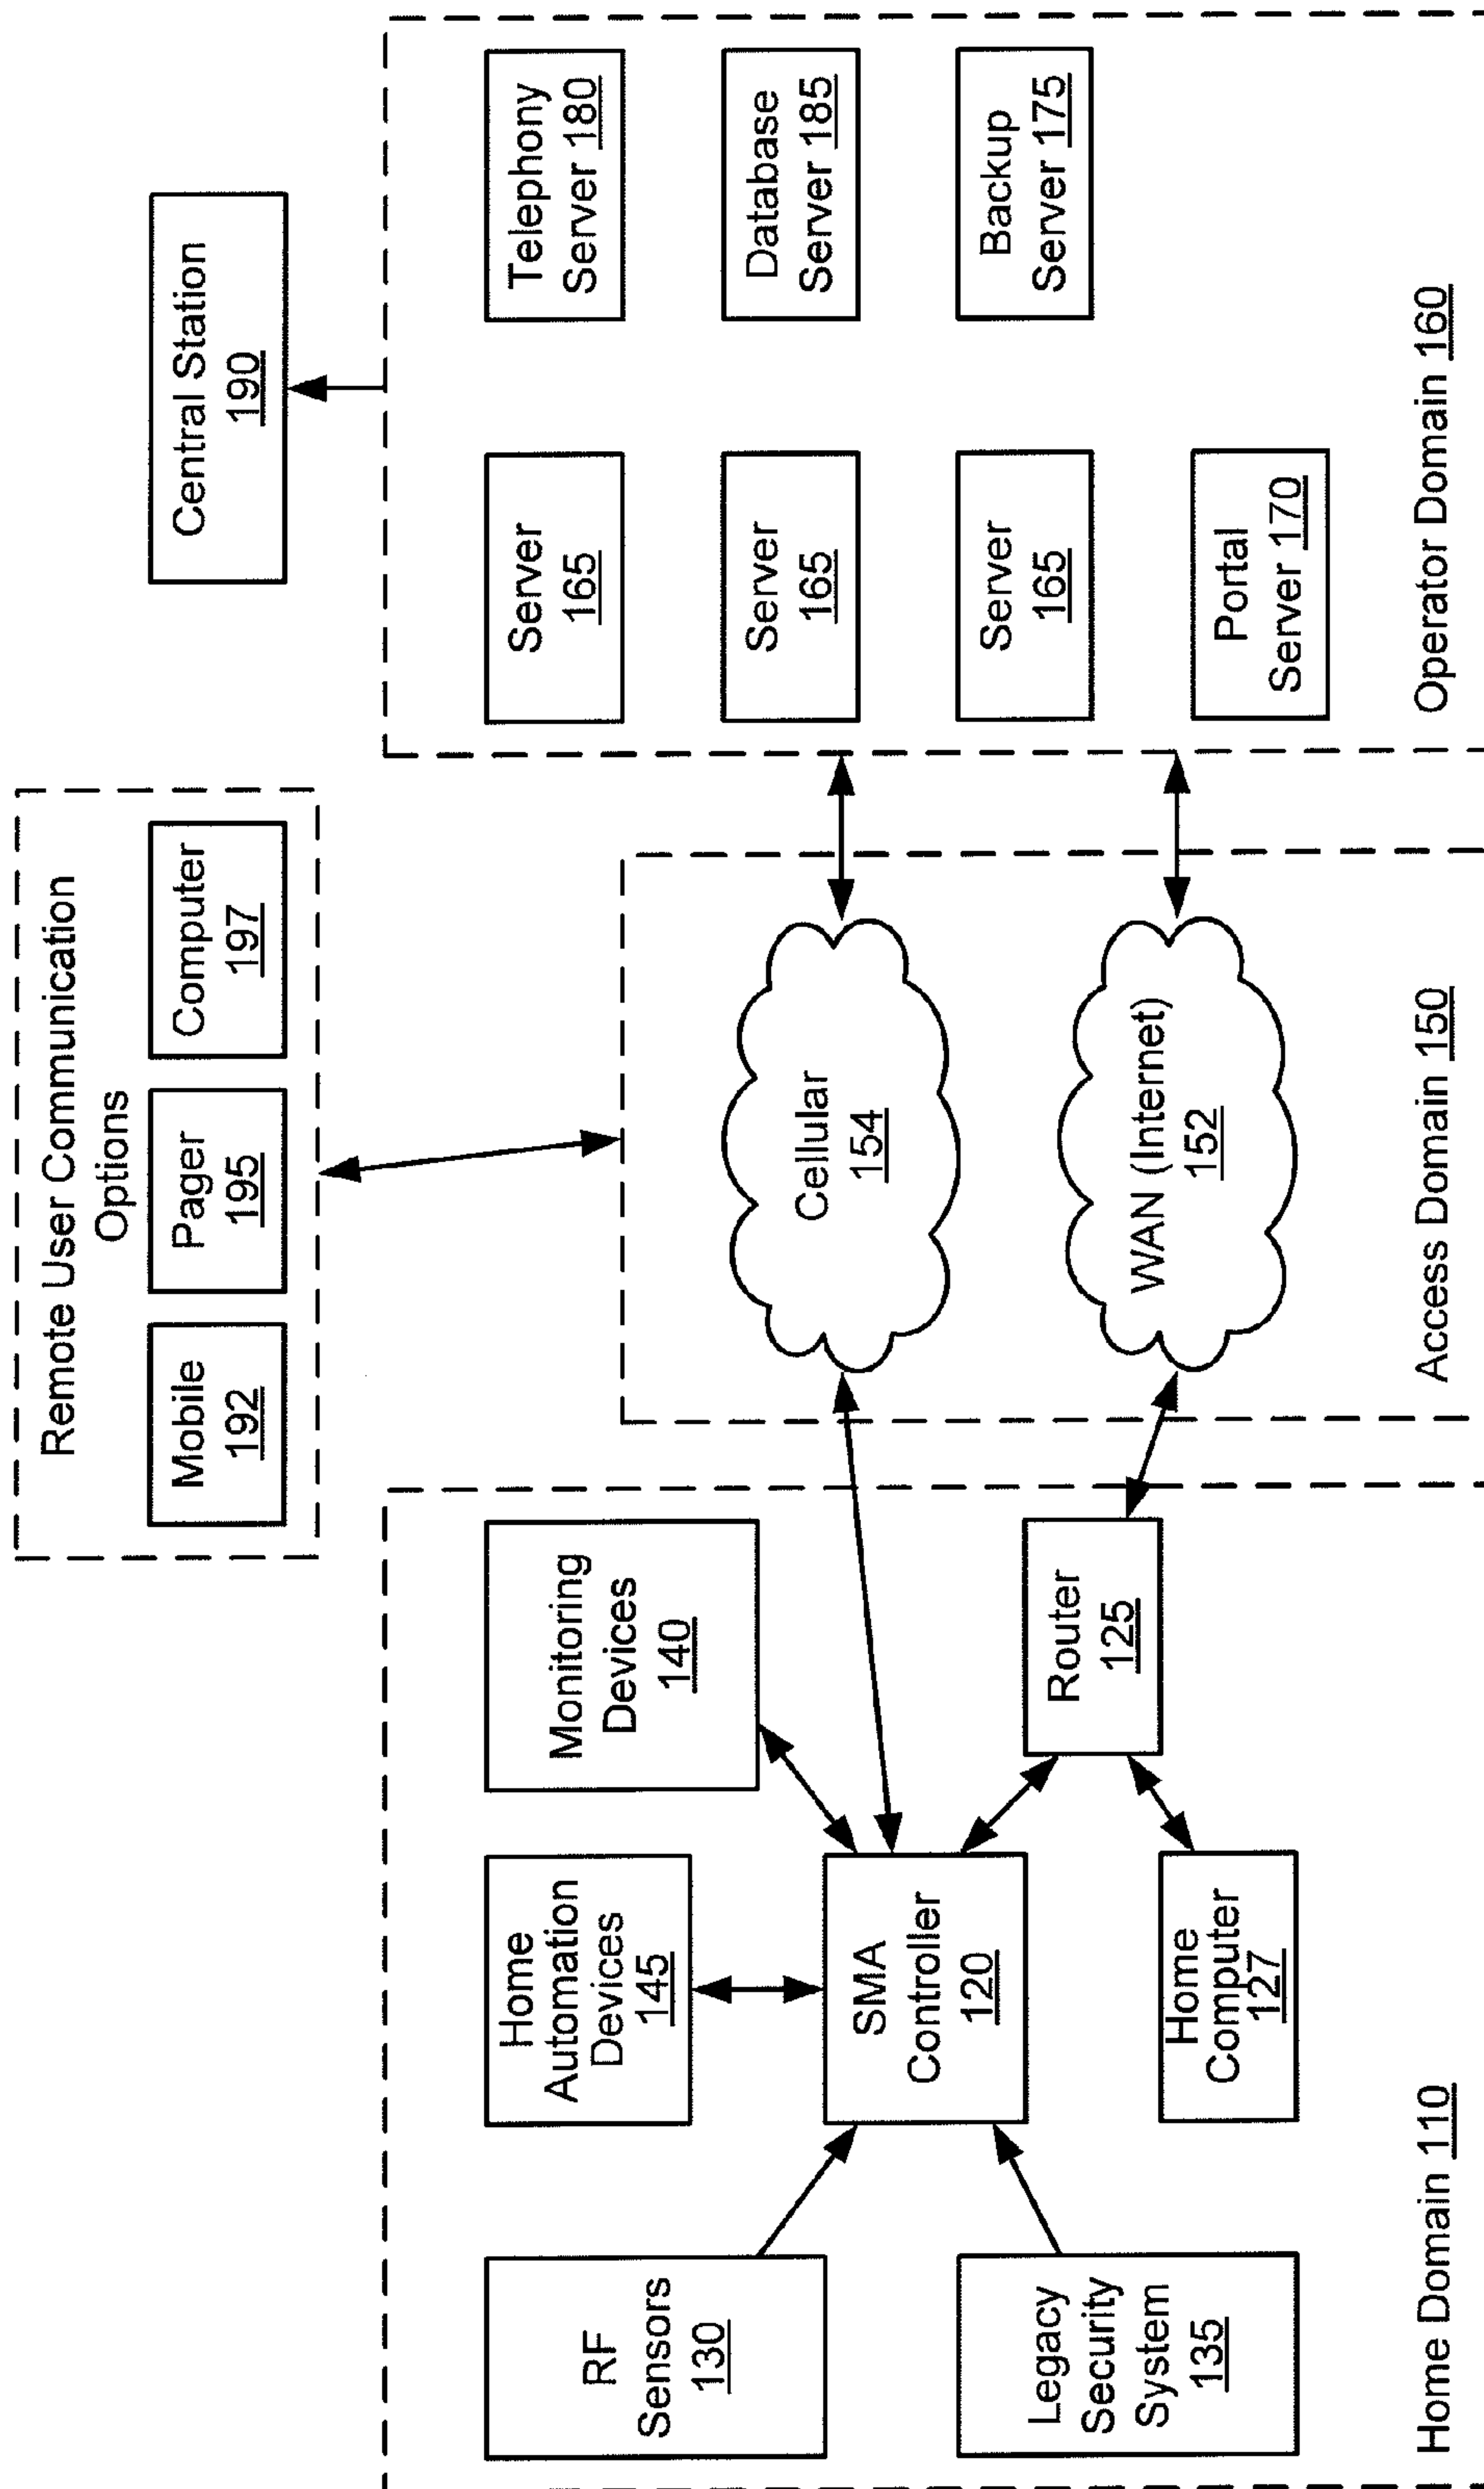 Remote User Communication
Options
Mobile
192
Pager
195
Computer
197
Central Station
190
RF
Sensors
130
Legacy
Security
System
135
Home
Automation
Devices
145
SMA
Controller
120
Home
Computer
127
Monitoring
Devices
140
Router
125
Home Domain 110
Cellular
154
WAN (Internet)
152
Access Domain 150
Server
165
Server
165
Server
165
Portal
Server 170
Telephony
Server 180
Database
Server 185
Backup
Server 175
Operator Domain 160